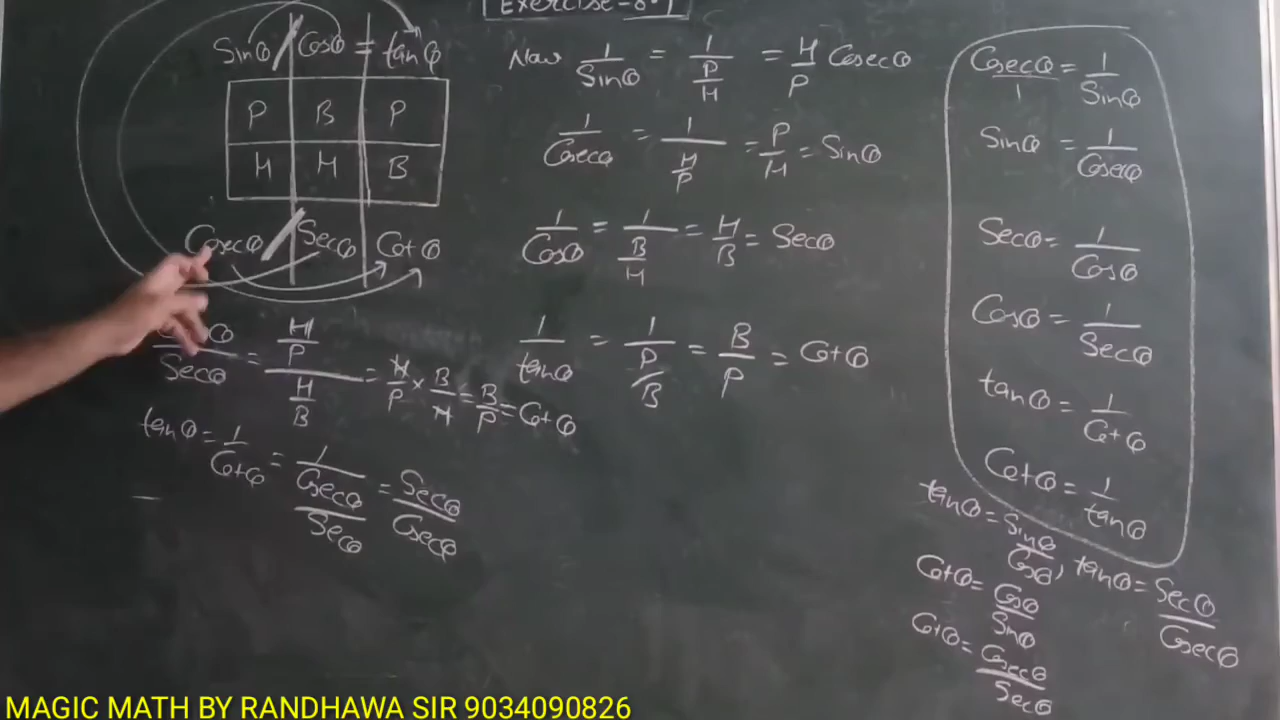 Exercise-8.1
Sinθ / Cosθ = tanθ
P B P
H H B
Cosecθ / Secθ Cotθ
Secθ = H/P / H/B = H/P × B/H = B/P = Cotθ
tanθ = 1/Cotθ = 1/Cosecθ/Secθ = Secθ/Cosecθ
Now 1/Sinθ = 1/P/H = H/P Cosecθ
1/Cosecθ = 1/H/P = P/H = Sinθ
1/Cosθ = 1/B/H = H/B = Secθ
1/tanθ = 1/P/B = B/P = Cotθ
Cosecθ/1 = 1/Sinθ
Sinθ = 1/Cosecθ
Secθ = 1/Cosθ
Cosθ = 1/Secθ
tanθ = 1/Cotθ
Cotθ = 1/tanθ
tanθ = Sinθ/Cosθ, tanθ = Secθ/Cosecθ
Cotθ = Cosθ/Sinθ
Cotθ = Cosecθ/Secθ
MAGIC MATH BY RANDHAWA SIR 9034090826